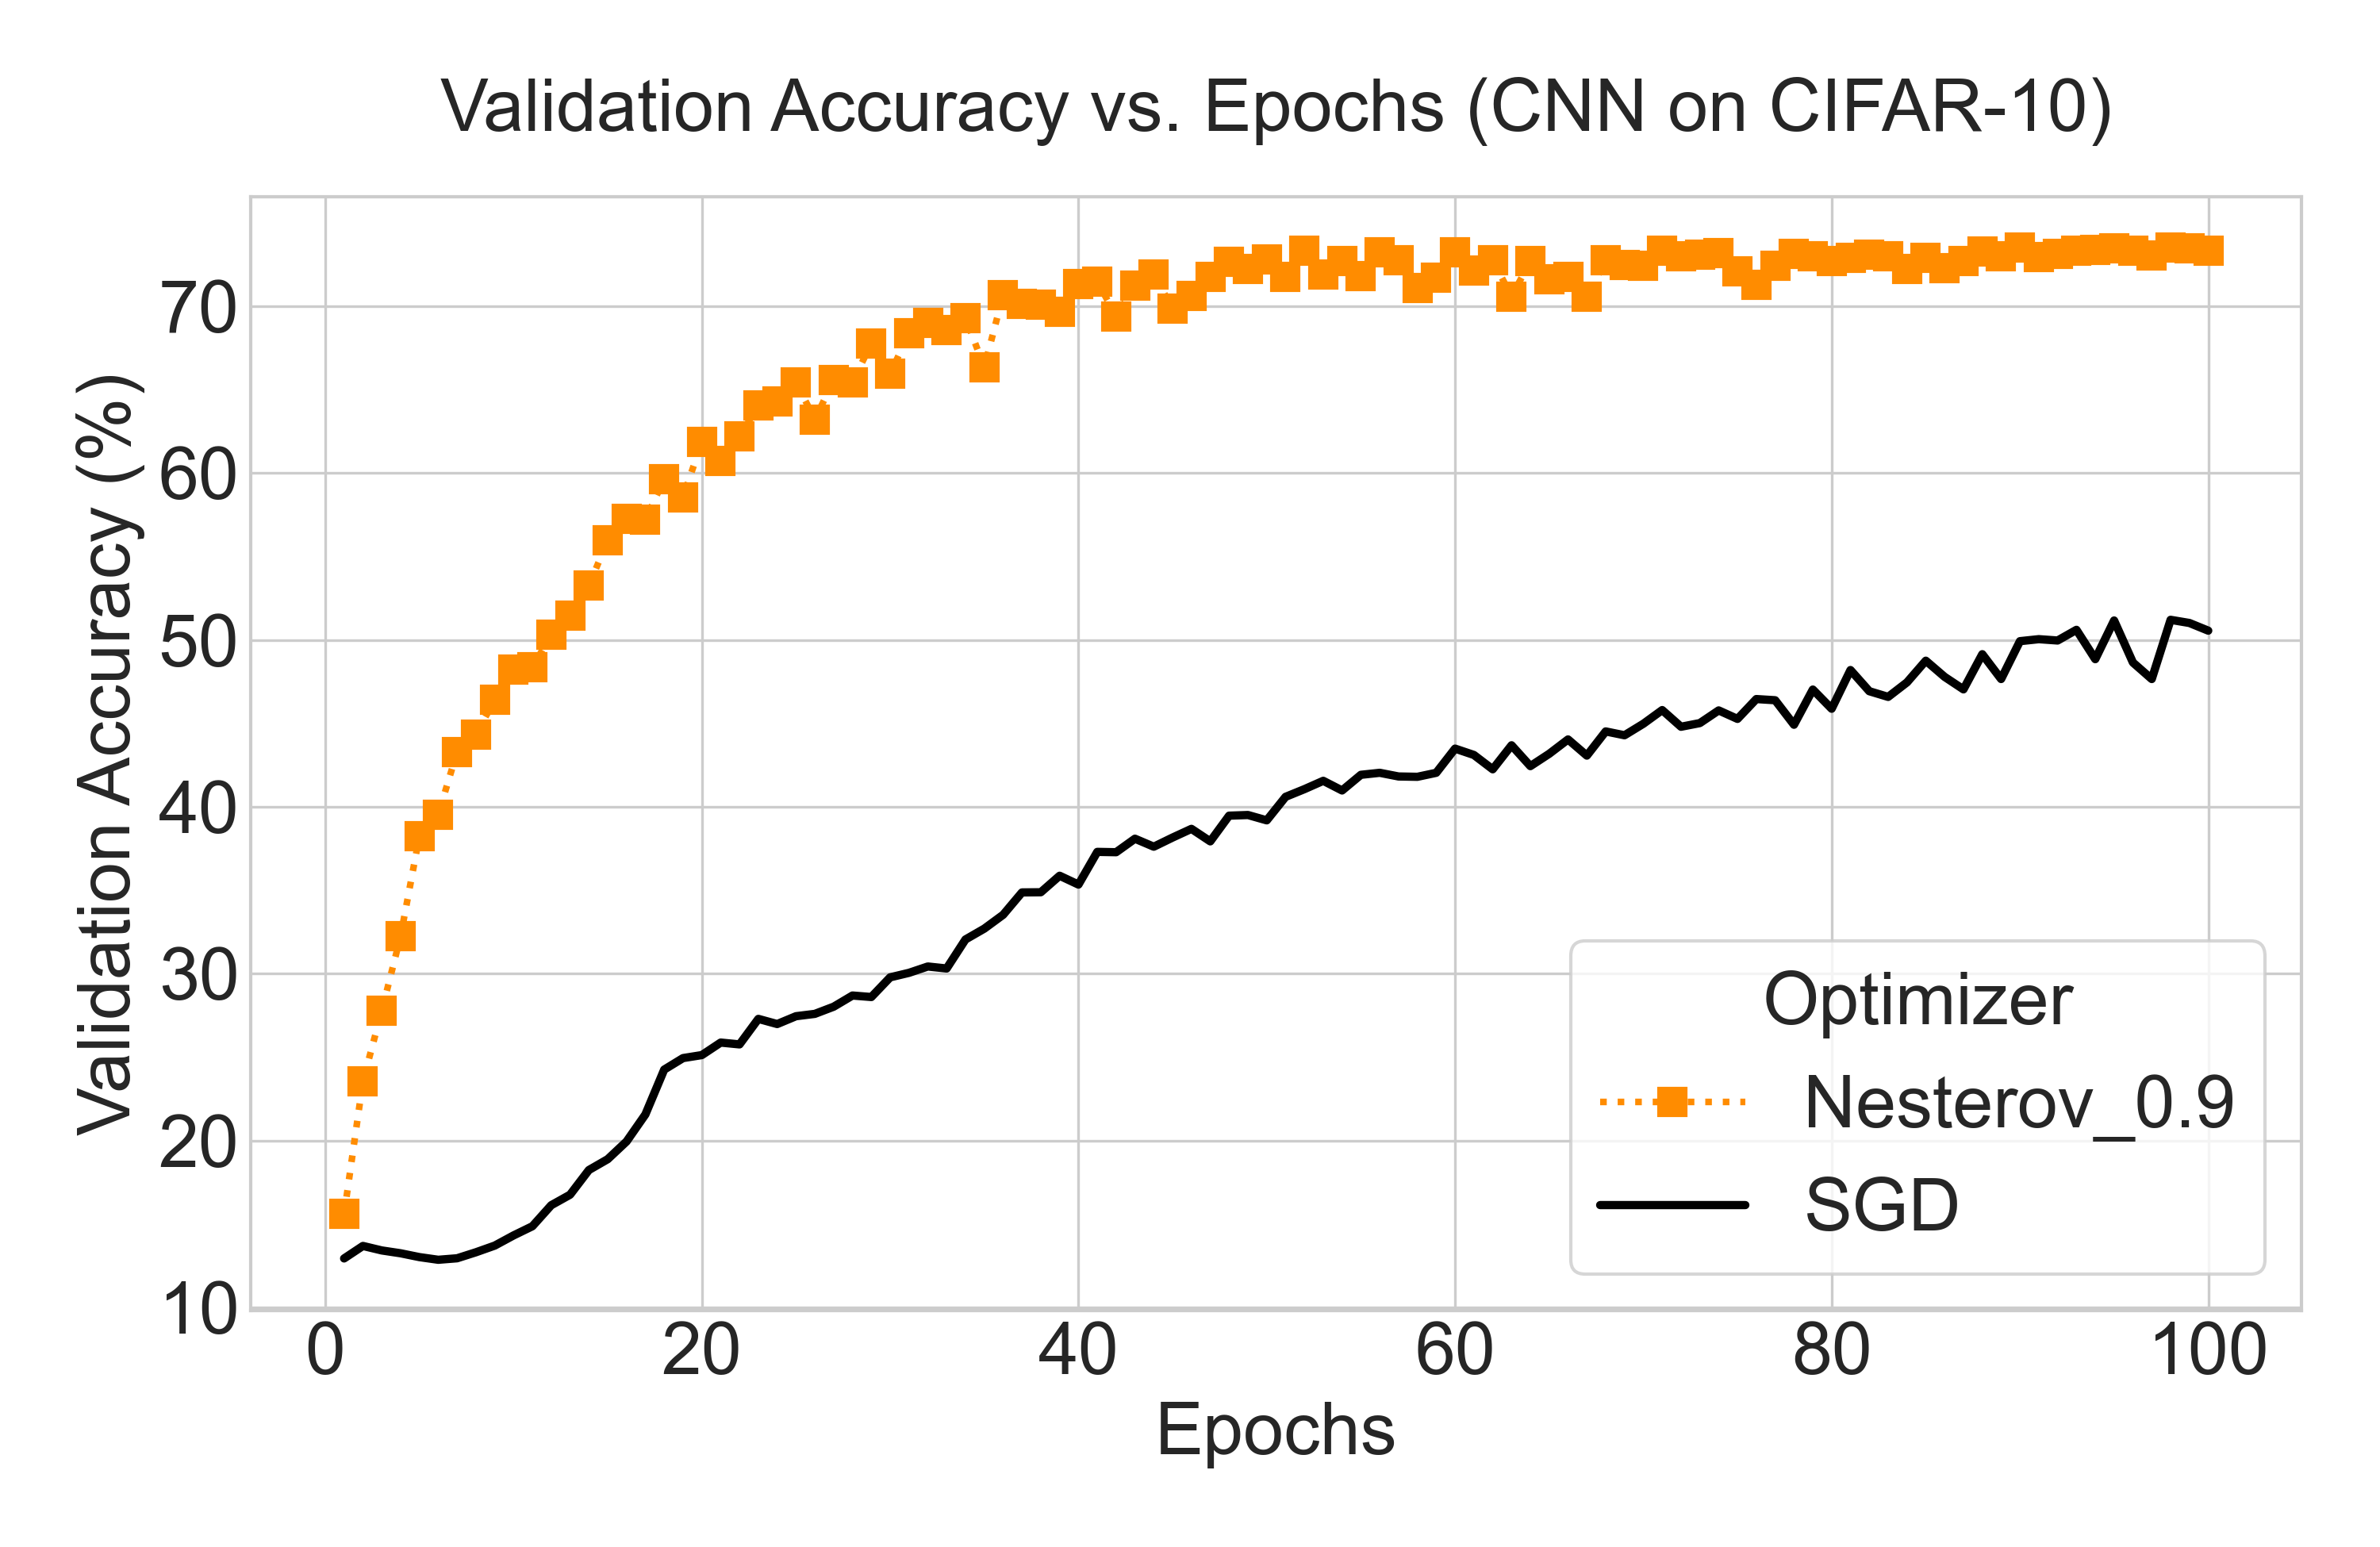 Validation Accuracy vs. Epochs (CNN on CIFAR-10)
Validation Accuracy (%)
70
60
50
40
30
20
10
0 20 40 60 80 100
Epochs
Optimizer
Nesterov_0.9
SGD